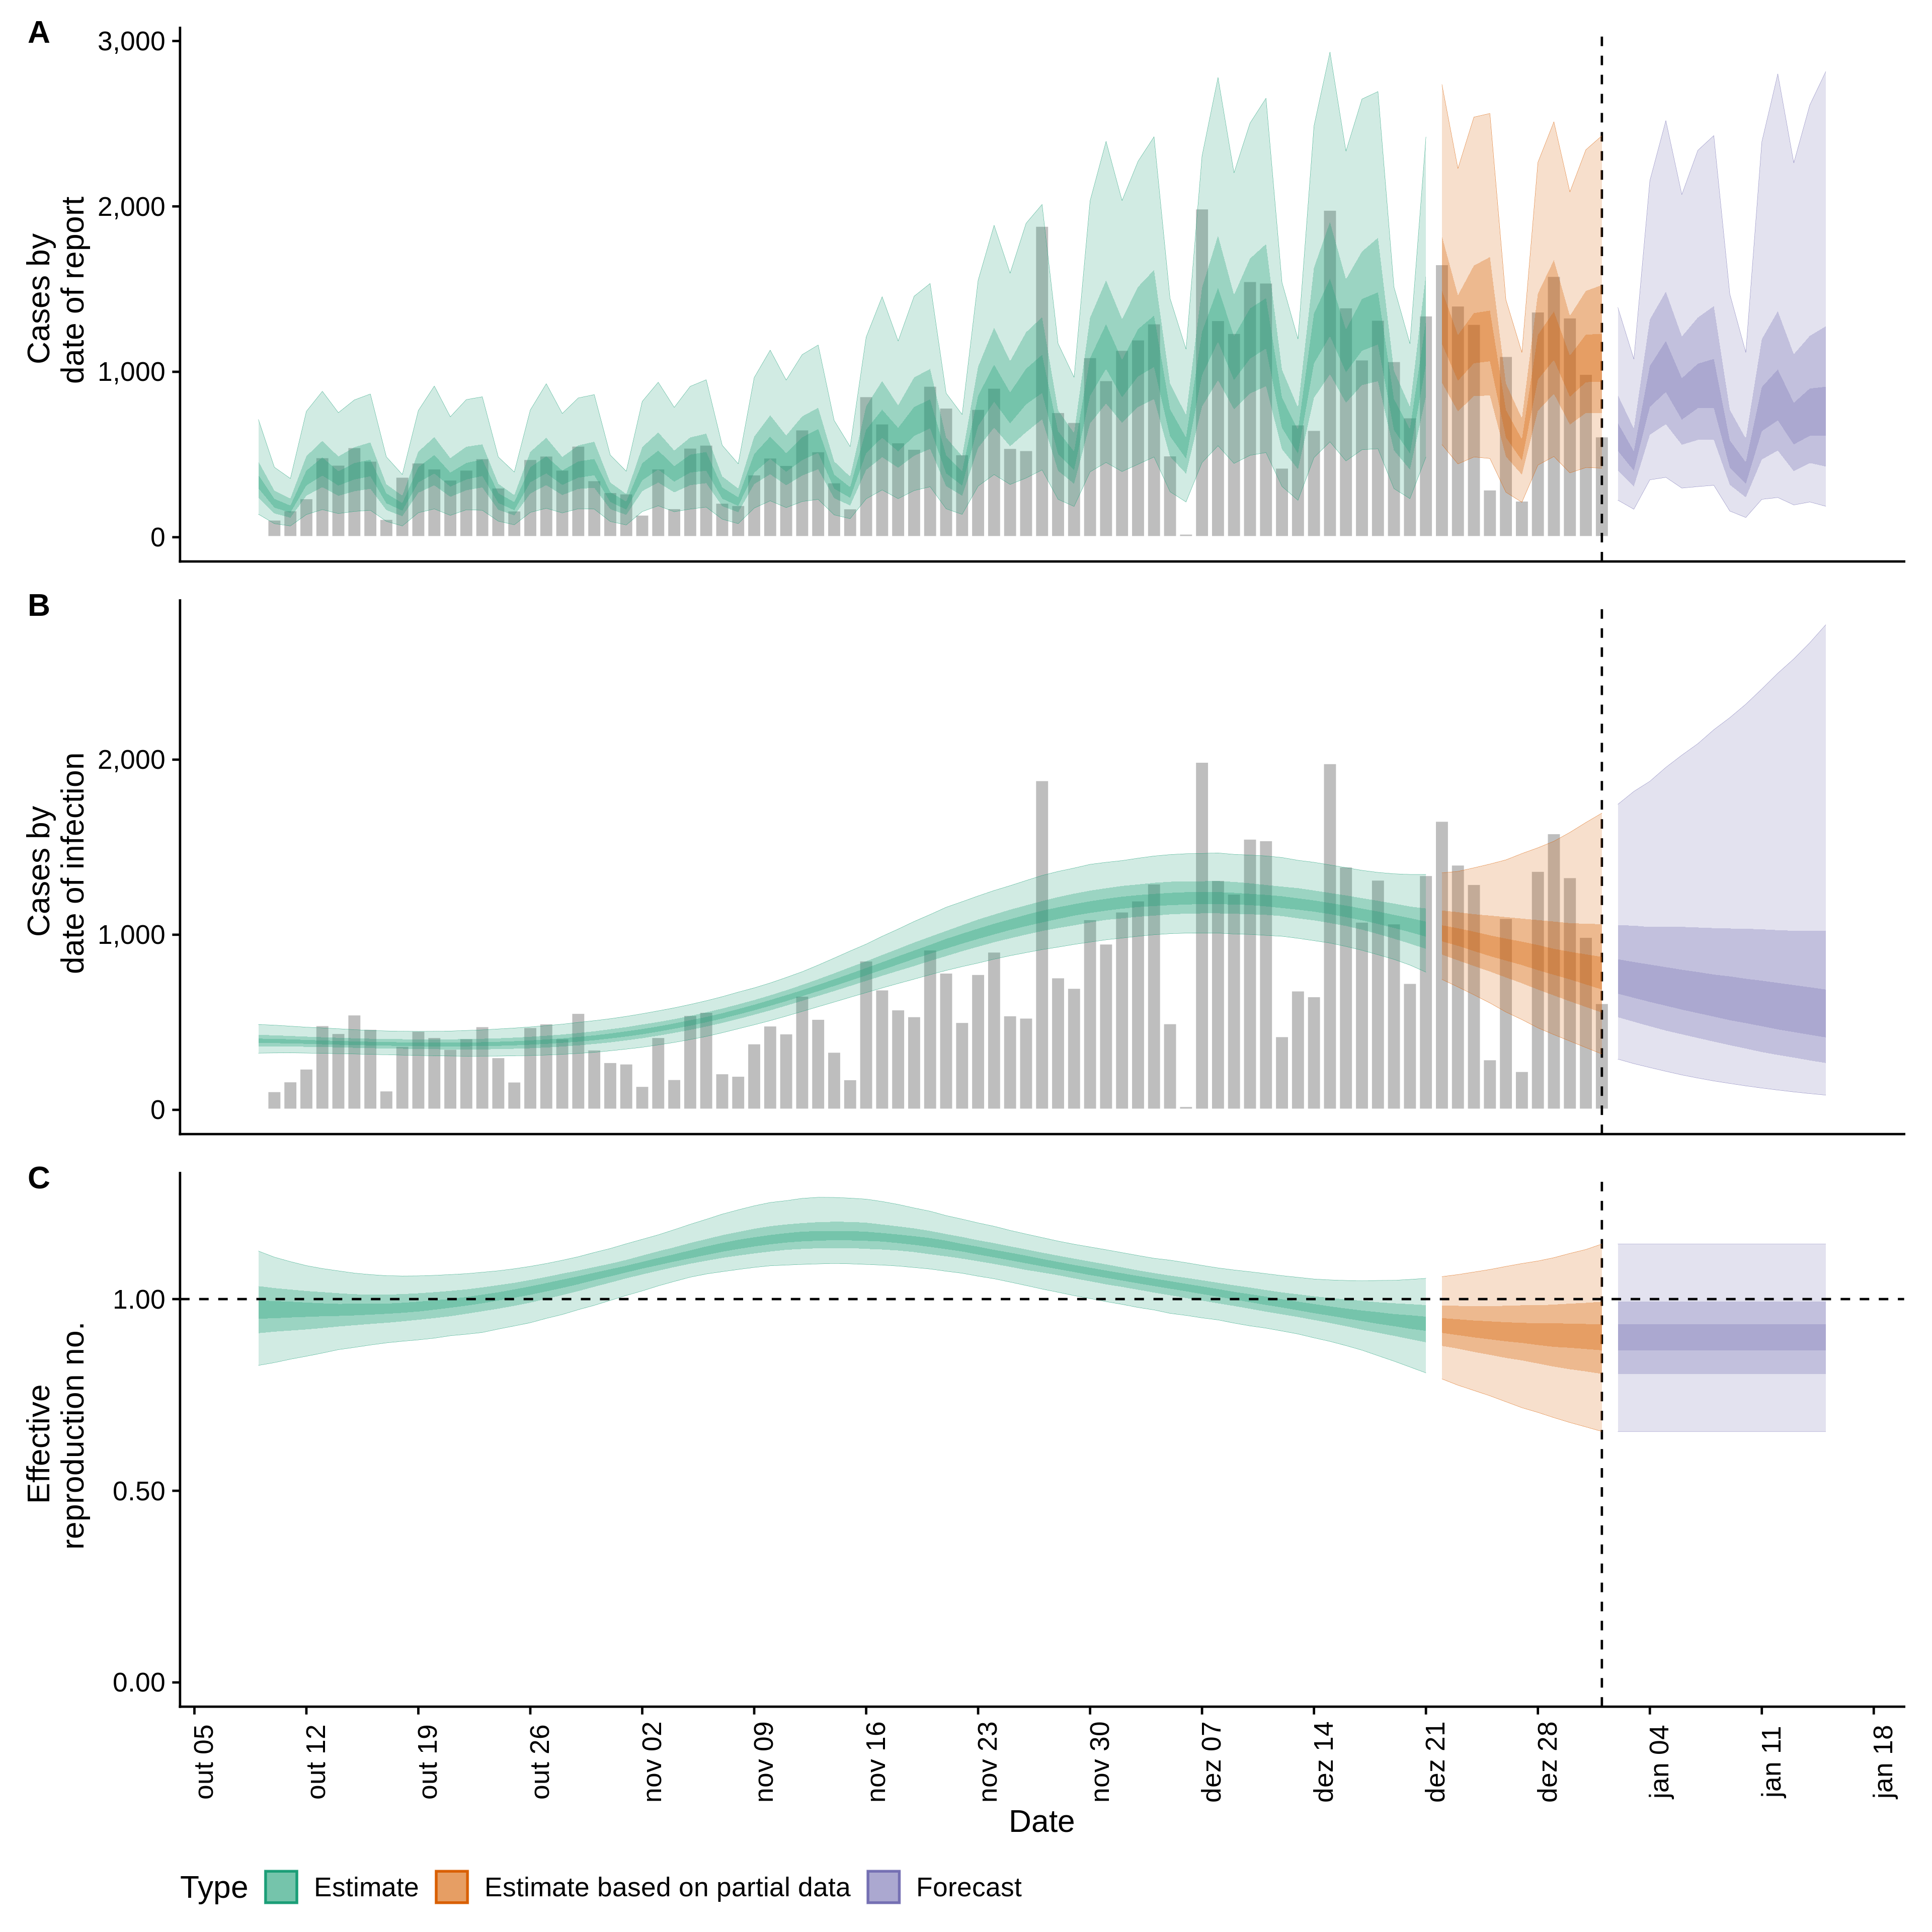 A
3,000
2,000
1,000
0
Cases by
date of report
B
2,000
1,000
0
Cases by
date of infection
C
1.00
0.50
0.00
Effective
reproduction no.
out 05
out 12
out 19
out 26
nov 02
nov 09
nov 16
nov 23
nov 30
dez 07
dez 14
dez 21
dez 28
jan 04
jan 11
jan 18
Date
Type Estimate Estimate based on partial data Forecast